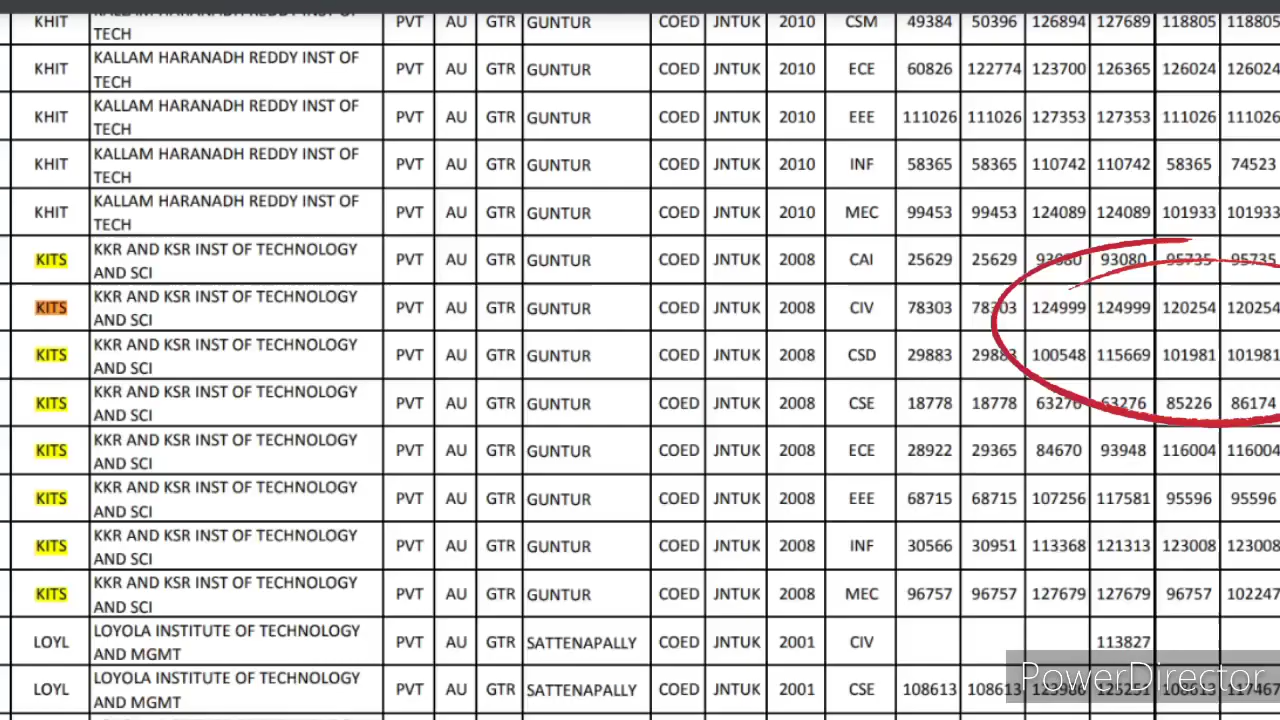 KHIT KALLAM HARANADH REDDY INST OF TECH PVT AU GTR GUNTUR COED JNTUK 2010 CSM 49384 50396 126894 127689 118805 118805
KHIT KALLAM HARANADH REDDY INST OF TECH PVT AU GTR GUNTUR COED JNTUK 2010 ECE 60826 122774 123700 126365 126024 126024
KHIT KALLAM HARANADH REDDY INST OF TECH PVT AU GTR GUNTUR COED JNTUK 2010 EEE 111026 111026 127353 127353 111026 111026
KHIT KALLAM HARANADH REDDY INST OF TECH PVT AU GTR GUNTUR COED JNTUK 2010 INF 58365 58365 110742 110742 58365 74523
KHIT KALLAM HARANADH REDDY INST OF TECH PVT AU GTR GUNTUR COED JNTUK 2010 MEC 99453 99453 124089 124089 101933 101933
KITS KKR AND KSR INST OF TECHNOLOGY AND SCI PVT AU GTR GUNTUR COED JNTUK 2008 CAI 25629 25629 93080 93080 95735 95735
KITS KKR AND KSR INST OF TECHNOLOGY AND SCI PVT AU GTR GUNTUR COED JNTUK 2008 CIV 78303 78303 124999 124999 120254 120254
KITS KKR AND KSR INST OF TECHNOLOGY AND SCI PVT AU GTR GUNTUR COED JNTUK 2008 CSD 29883 29883 100548 115669 101981 101981
KITS KKR AND KSR INST OF TECHNOLOGY AND SCI PVT AU GTR GUNTUR COED JNTUK 2008 CSE 18778 18778 63276 63276 85226 86174
KITS KKR AND KSR INST OF TECHNOLOGY AND SCI PVT AU GTR GUNTUR COED JNTUK 2008 ECE 28922 29365 84670 93948 116004 116004
KITS KKR AND KSR INST OF TECHNOLOGY AND SCI PVT AU GTR GUNTUR COED JNTUK 2008 EEE 68715 68715 107256 117581 95596 95596
KITS KKR AND KSR INST OF TECHNOLOGY AND SCI PVT AU GTR GUNTUR COED JNTUK 2008 INF 30566 30951 113368 121313 123008 123008
KITS KKR AND KSR INST OF TECHNOLOGY AND SCI PVT AU GTR GUNTUR COED JNTUK 2008 MEC 96757 96757 127679 127679 96757 102247
LOYL LOYOLA INSTITUTE OF TECHNOLOGY AND MGMT PVT AU GTR SATTENAPALLY COED JNTUK 2001 CIV 113827
LOYL LOYOLA INSTITUTE OF TECHNOLOGY AND MGMT PVT AU GTR SATTENAPALLY COED JNTUK 2001 CSE 108613 108613
PowerDirector